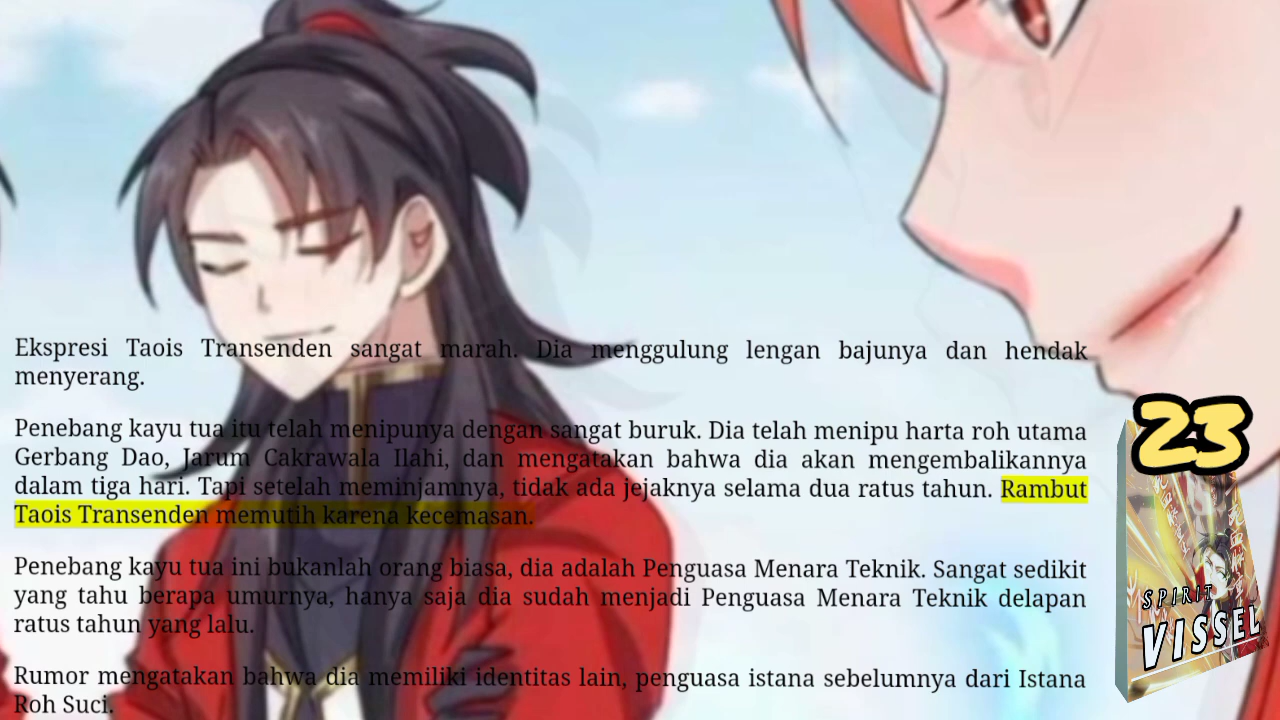 Ekspresi Taois Transenden sangat marah. Dia menggulung lengan bajunya dan hendak
menyerang.
Penebang kayu tua itu telah menipunya dengan sangat buruk. Dia telah menipu harta roh utama
Gerbang Dao, Jarum Cakrawala Ilahi, dan mengatakan bahwa dia akan mengembalikannya
dalam tiga hari. Tapi setelah meminjamnya, tidak ada jejaknya selama dua ratus tahun. Rambut
Taois Transenden memutih karena kecemasan.
Penebang kayu tua ini bukanlah orang biasa, dia adalah Penguasa Menara Teknik. Sangat sedikit
yang tahu berapa umurnya, hanya saja dia sudah menjadi Penguasa Menara Teknik delapan
ratus tahun yang lalu.
Rumor mengatakan bahwa dia memiliki identitas lain, penguasa istana sebelumnya dari Istana
Roh Suci.
23
SPIRIT
VISSEL